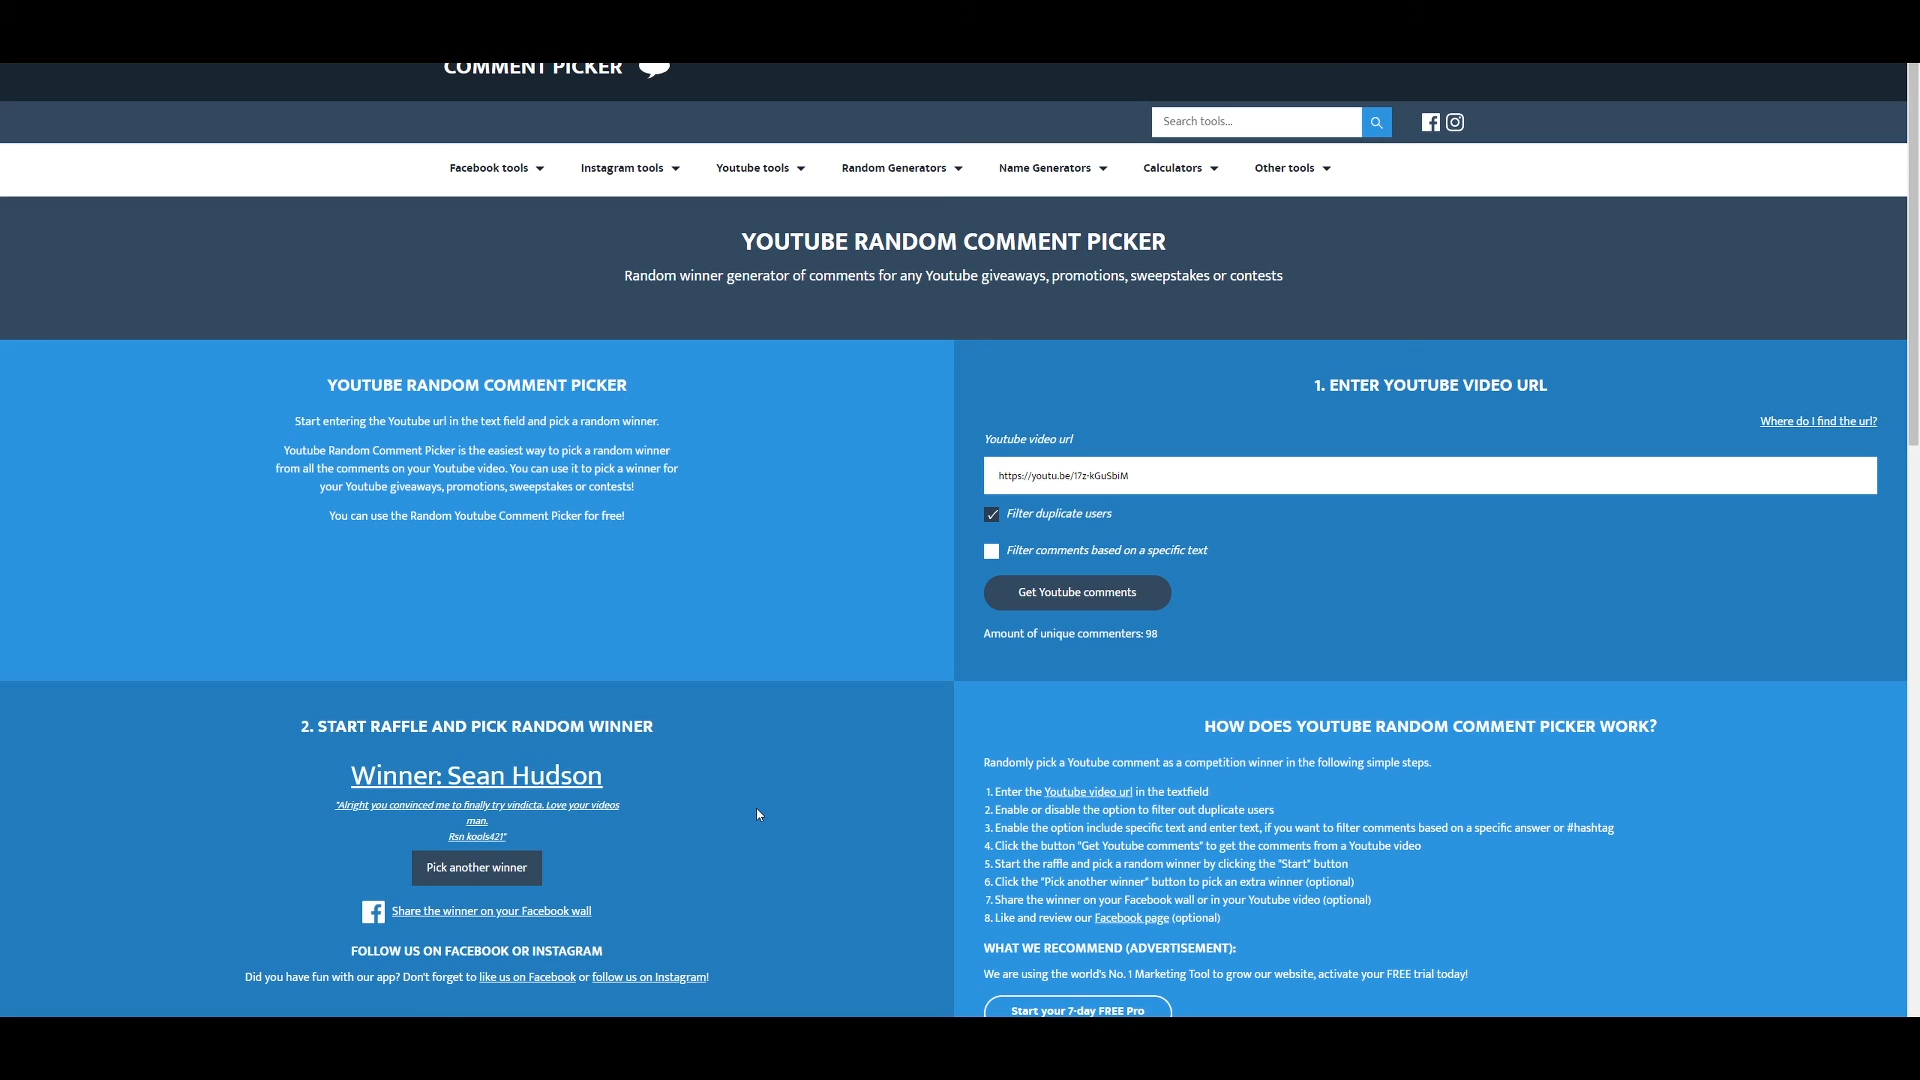 COMMENT PICKER
Search tools...
Facebook tools
Instagram tools
Youtube tools
Random Generators
Name Generators
Calculators
Other tools
YOUTUBE RANDOM COMMENT PICKER
Random winner generator of comments for any Youtube giveaways, promotions, sweepstakes or contests
YOUTUBE RANDOM COMMENT PICKER
Start entering the Youtube url in the text field and pick a random winner.
Youtube Random Comment Picker is the easiest way to pick a random winner
from all the comments on your Youtube video. You can use it to pick a winner for
your Youtube giveaways, promotions, sweepstakes or contests!
You can use the Random Youtube Comment Picker for free!
1. ENTER YOUTUBE VIDEO URL
Where do I find the url?
Youtube video url
https://youtu.be/17z-kGuSbiM
Filter duplicate users
Filter comments based on a specific text
Get Youtube comments
Amount of unique commenters: 98
2. START RAFFLE AND PICK RANDOM WINNER
Winner: Sean Hudson
"Alright you convinced me to finally try vindicta. Love your videos
man.
Rsn kools421"
Pick another winner
Share the winner on your Facebook wall
FOLLOW US ON FACEBOOK OR INSTAGRAM
Did you have fun with our app? Don't forget to like us on Facebook or follow us on Instagram!
HOW DOES YOUTUBE RANDOM COMMENT PICKER WORK?
Randomly pick a Youtube comment as a competition winner in the following simple steps.
1. Enter the Youtube video url in the textfield
2. Enable or disable the option to filter out duplicate users
3. Enable the option include specific text and enter text, if you want to filter comments based on a specific answer or #hashtag
4. Click the button "Get Youtube comments" to get the comments from a Youtube video
5. Start the raffle and pick a random winner by clicking the "Start" button
6. Click the "Pick another winner" button to pick an extra winner (optional)
7. Share the winner on your Facebook wall or in your Youtube video (optional)
8. Like and review our Facebook page (optional)
WHAT WE RECOMMEND (ADVERTISEMENT):
We are using the world's No. 1 Marketing Tool to grow our website, activate your FREE trial today!
Start your 7-day FREE Pro